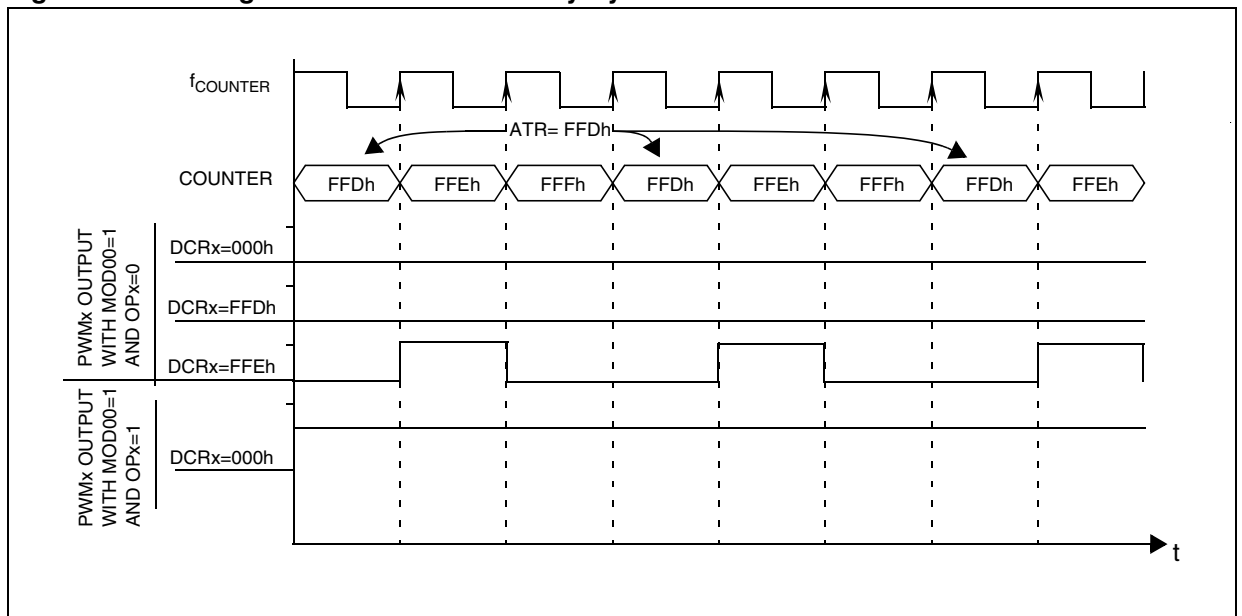 fCOUNTER
ATR= FFDh
COUNTER
FFDh FFEh FFFh FFDh FFEh FFFh FFDh FFEh
PWMx OUTPUT
WITH MOD00=1
AND OPx=0
DCRx=000h
DCRx=FFDh
DCRx=FFEh
PWMx OUTPUT
WITH MOD00=1
AND OPx=1
DCRx=000h
t